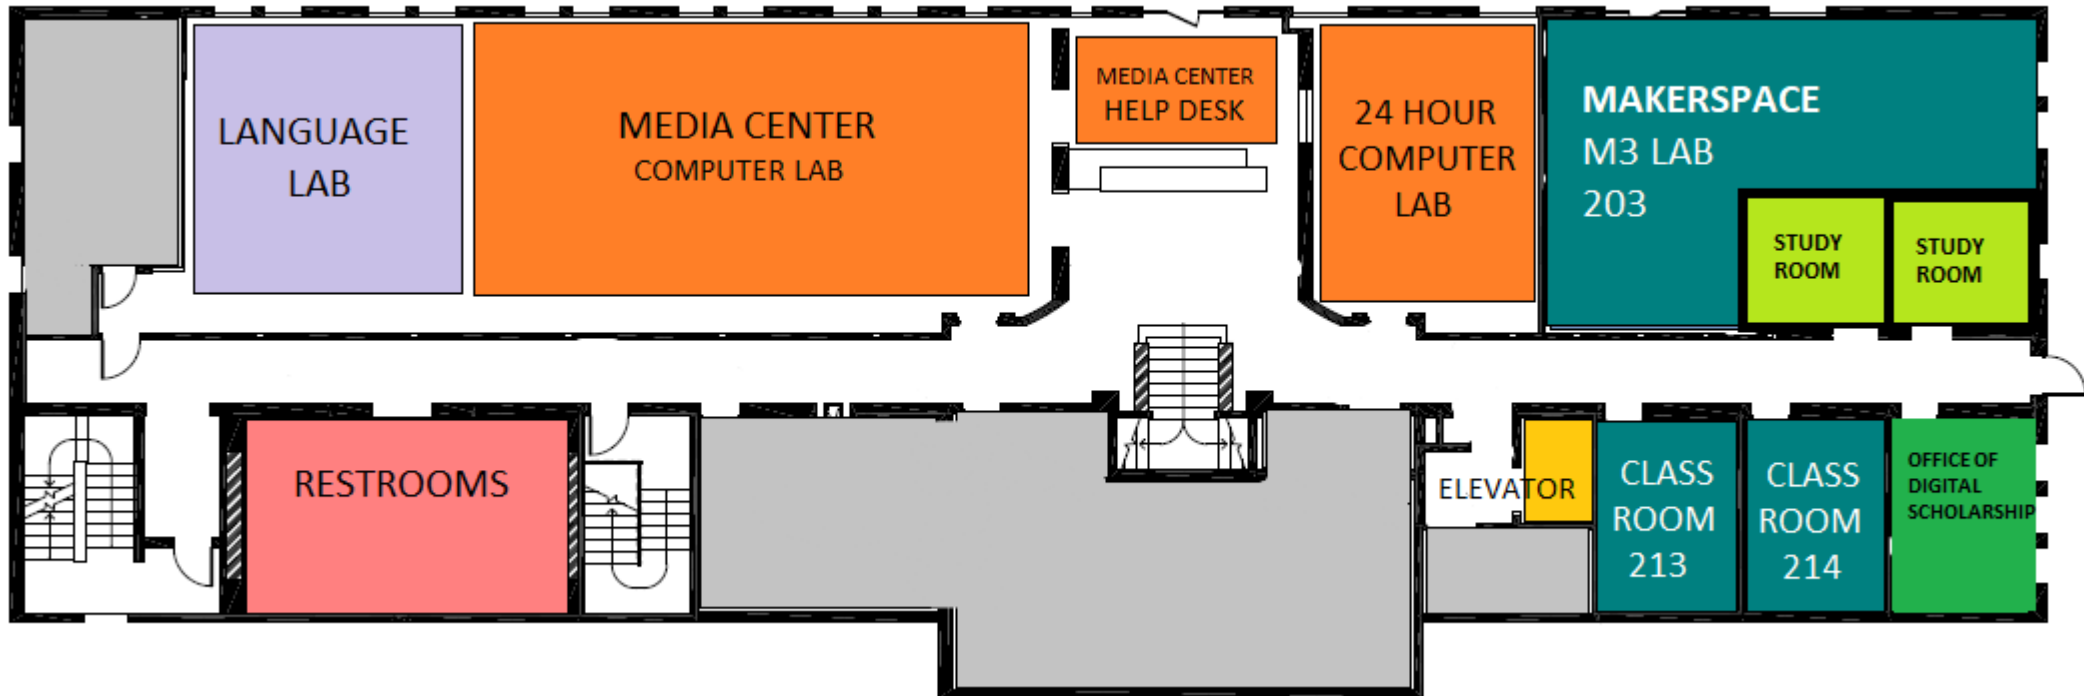 LANGUAGE
LAB
MEDIA CENTER
COMPUTER LAB
MEDIA CENTER
HELP DESK
24 HOUR
COMPUTER
LAB
MAKERSPACE
M3 LAB
203
STUDY
ROOM
STUDY
ROOM
RESTROOMS
ELEVATOR
CLASS
ROOM
213
CLASS
ROOM
214
OFFICE OF
DIGITAL
SCHOLARSHIP